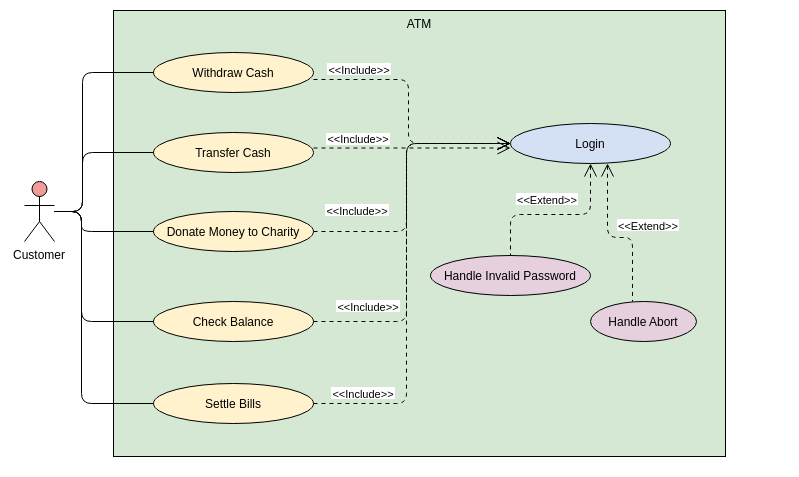 ATM
Withdraw Cash
<<Include>>
Transfer Cash
<<Include>>
Login
Customer
Donate Money to Charity
<<Include>>
<<Extend>>
<<Extend>>
Handle Invalid Password
Check Balance
<<Include>>
Handle Abort
Settle Bills
<<Include>>